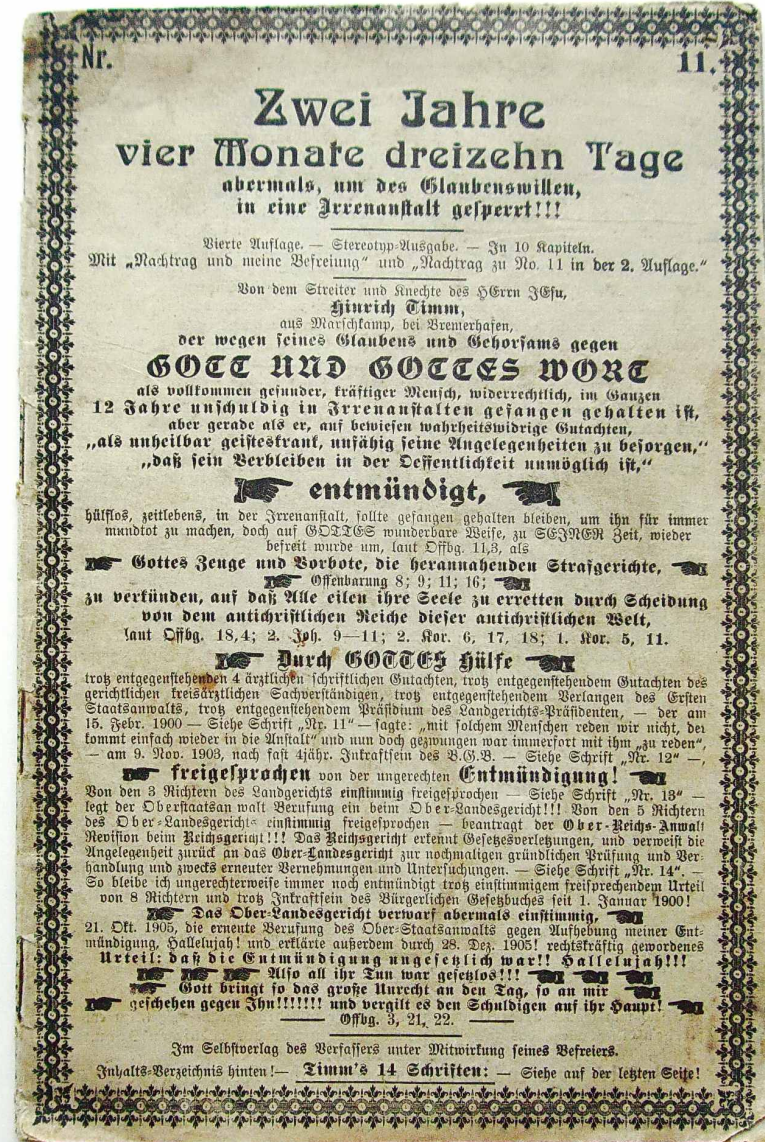 Nr. 11.
Zwei Jahre
vier Monate dreizehn Tage
abermals, um des Glaubenswillen,
in eine Irrenanstalt gesperrt!!!
Vierte Auflage. — Stereotyp-Ausgabe. — In 10 Kapiteln.
Mit „Nachtrag und meine Befreiung“ und „Nachtrag zu No. 11 in der 2. Auflage.“
Von dem Streiter und Knechte des HErrn JEsu,
Hinrich Timm,
aus Marschkamp, bei Bremerhafen,
der wegen seines Glaubens und Gehorsams gegen
GOTT UND GOTTES WORT
als vollkommen gesunder, kräftiger Mensch, widerrechtlich, im Ganzen
12 Jahre unschuldig in Irrenanstalten gefangen gehalten ist,
aber gerade als er, auf bewiesen wahrheitswidrige Gutachten,
„als unheilbar geisteskrank, unfähig seine Angelegenheiten zu besorgen,“
„daß sein Verbleiben in der Oeffentlichkeit unmöglich ist,“
entmündigt,
hülflos, zeitlebens, in der Irrenanstalt, sollte gefangen gehalten bleiben, um ihn für immer
mundtot zu machen, doch auf GOTTES wunderbare Weise, zu SEINER Zeit, wieder
befreit wurde um, laut Offbg. 11,3, als
Gottes Zeuge und Vorbote, die herannahenden Strafgerichte,
Offenbarung 8; 9; 11; 16;
zu verkünden, auf daß Alle eilen ihre Seele zu erretten durch Scheidung
von dem antichristlichen Reiche dieser antichristlichen Welt,
laut Offbg. 18,4; 2. Joh. 9—11; 2. Kor. 6, 17, 18; 1. Kor. 5, 11.
Durch GOTTES Hülfe
trotz entgegenstehenden 4 ärztlichen schriftlichen Gutachten, trotz entgegenstehendem Gutachten des
gerichtlichen kreisärztlichen Sachverständigen, trotz entgegenstehendem Verlangen des Ersten
Staatsanwalts, trotz entgegenstehendem Präsidium des Landgerichts-Präsidenten, — der am
15. Febr. 1900 — Siehe Schrift „Nr. 11“ — sagte: „mit solchem Menschen reden wir nicht, der
kommt einfach wieder in die Anstalt“ und nun doch gezwungen war immerfort mit ihm „zu reden“,
— am 9. Nov. 1903, nach fast 4jähr. Inkraftsein des B.G.B. — Siehe Schrift „Nr. 12“ —,
freigesprochen von der ungerechten Entmündigung!
Von den 3 Richtern des Landgerichts einstimmig freigesprochen — Siehe Schrift „Nr. 13“ —
legt der Oberstaatsan walt Berufung ein beim Ober-Landesgericht!!! Von den 5 Richtern
des Ober-Landesgerichts einstimmig freigesprochen — beantragt der Ober-Reichs-Anwalt
Revision beim Reichsgericht!!! Das Reichsgericht erkennt Gesetzesverletzungen, und verweist die
Angelegenheit zurück an das Ober-Landesgericht zur nochmaligen gründlichen Prüfung und Ver-
handlung und zwecks erneuter Vernehmungen und Untersuchungen. — Siehe Schrift „Nr. 14“. —
So bleibe ich ungerechterweise immer noch entmündigt trotz einstimmigem freisprechendem Urteil
von 8 Richtern und trotz Inkraftsein des Bürgerlichen Gesetzbuches seit 1. Januar 1900!
Das Ober-Landesgericht verwarf abermals einstimmig,
21. Okt. 1905, die erneute Berufung des Ober-Staatsanwalts gegen Aufhebung meiner Ent-
mündigung, Hallelujah! und erklärte außerdem durch 28. Dez. 1905! rechtskräftig gewordenes
Urteil: daß die Entmündigung ungesetzlich war!! Hallelujah!!!
Also all ihr Tun war gesetzlos!!!
Gott bringt so das große Unrecht an den Tag, so an mir
geschehen gegen Ihn!!!!!!! und vergilt es den Schuldigen auf ihr Haupt!
Offbg. 3, 21, 22.
Im Selbstverlag des Verfassers unter Mitwirkung seines Befreiers.
Inhalts-Verzeichnis hinten!— Timm's 14 Schriften: — Siehe auf der letzten Seite!